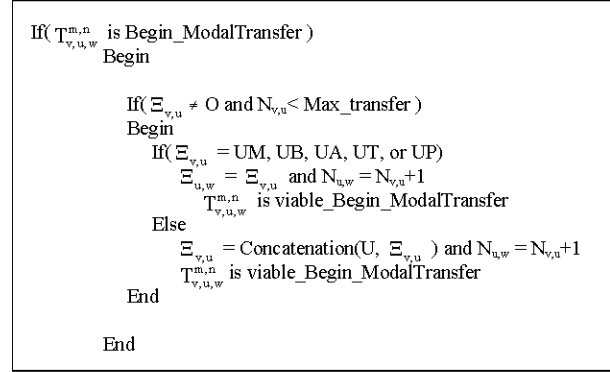 If( T^{m,n}_{v,u,w} is Begin_ModalTransfer )
Begin
If( Ξ_{v,u} ≠ O and N_{v,u}< Max_transfer )
Begin
If( Ξ_{v,u} = UM, UB, UA, UT, or UP)
Ξ_{u,w} = Ξ_{v,u} and N_{u,w} = N_{v,u}+1
T^{m,n}_{v,u,w} is viable_Begin_ModalTransfer
Else
Ξ_{v,u} = Concatenation(U, Ξ_{v,u} ) and N_{u,w} = N_{v,u}+1
T^{m,n}_{v,u,w} is viable_Begin_ModalTransfer
End
End